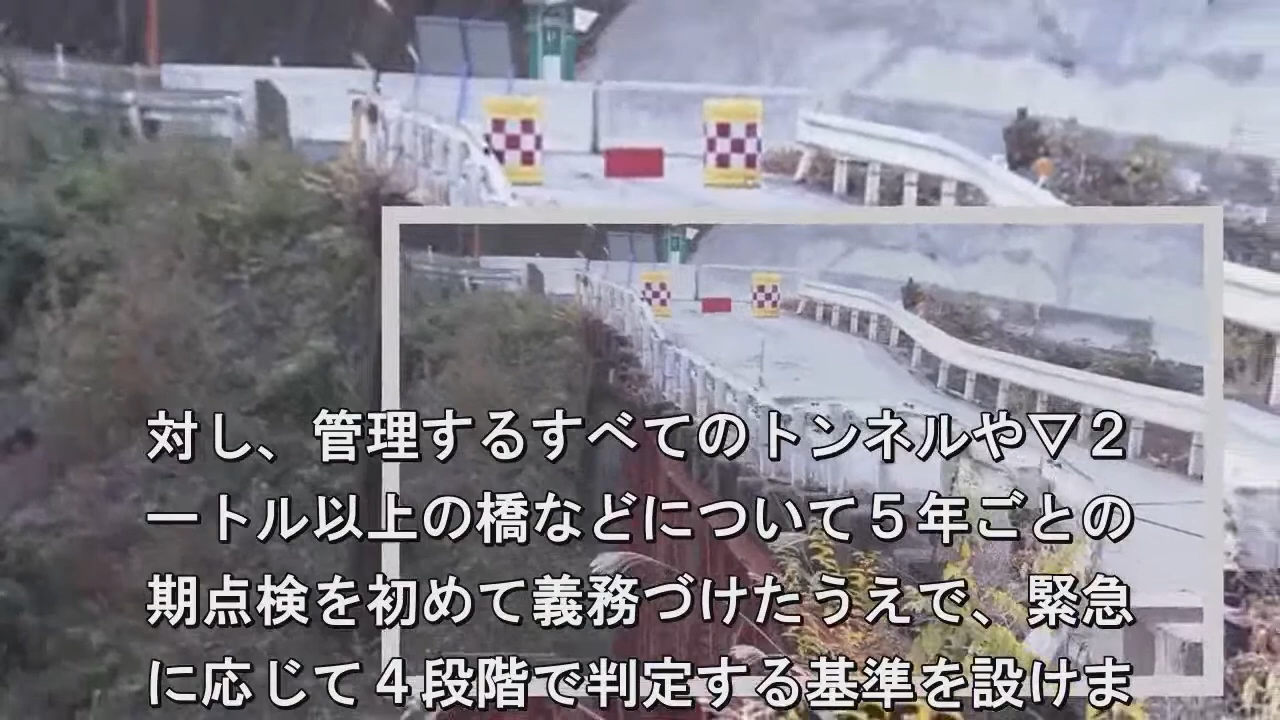 対し、管理するすべてのトンネルや▽２
ートル以上の橋などについて５年ごとの
期点検を初めて義務づけたうえで、緊急
に応じて４段階で判定する基準を設けま